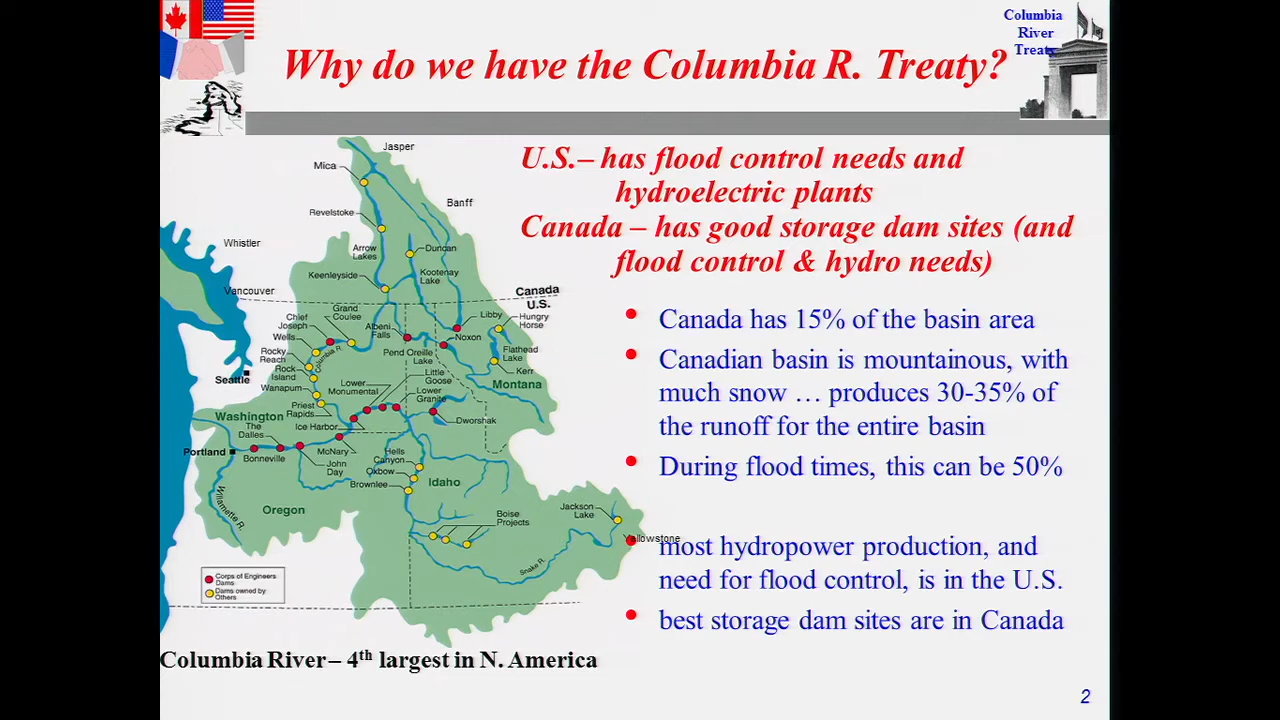 Columbia
River
Treaty
Why do we have the Columbia R. Treaty?
U.S.– has flood control needs and
hydroelectric plants
Canada – has good storage dam sites (and
flood control & hydro needs)
• Canada has 15% of the basin area
• Canadian basin is mountainous, with
much snow … produces 30-35% of
the runoff for the entire basin
• During flood times, this can be 50%
• most hydropower production, and
need for flood control, is in the U.S.
• best storage dam sites are in Canada
Jasper
Mica
Banff
Revelstoke
Whistler
Arrow
Lakes
Duncan
Keenleyside
Kootenay
Lake
Vancouver
Canada
U.S.
Grand
Coulee
Chief
Joseph
Albeni
Falls
Libby
Hungry
Horse
Wells
Noxon
Columbia R.
Pend Oreille
Lake
Flathead
Lake
Rocky
Reach
Rock
Island
Kerr
Seattle
Wanapum
Lower
Monumental
Little
Goose
Lower
Granite
Montana
Priest
Rapids
Washington
Ice Harbor
Dworshak
The
Dalles
Portland
Bonneville
McNary
John
Day
Hells
Canyon
Oxbow
Brownlee
Idaho
Willamette R.
Oregon
Boise
Projects
Jackson
Lake
Yellowstone
Snake R.
Corps of Engineers
Dams
Dams owned by
Others
Columbia River – 4th largest in N. America
2